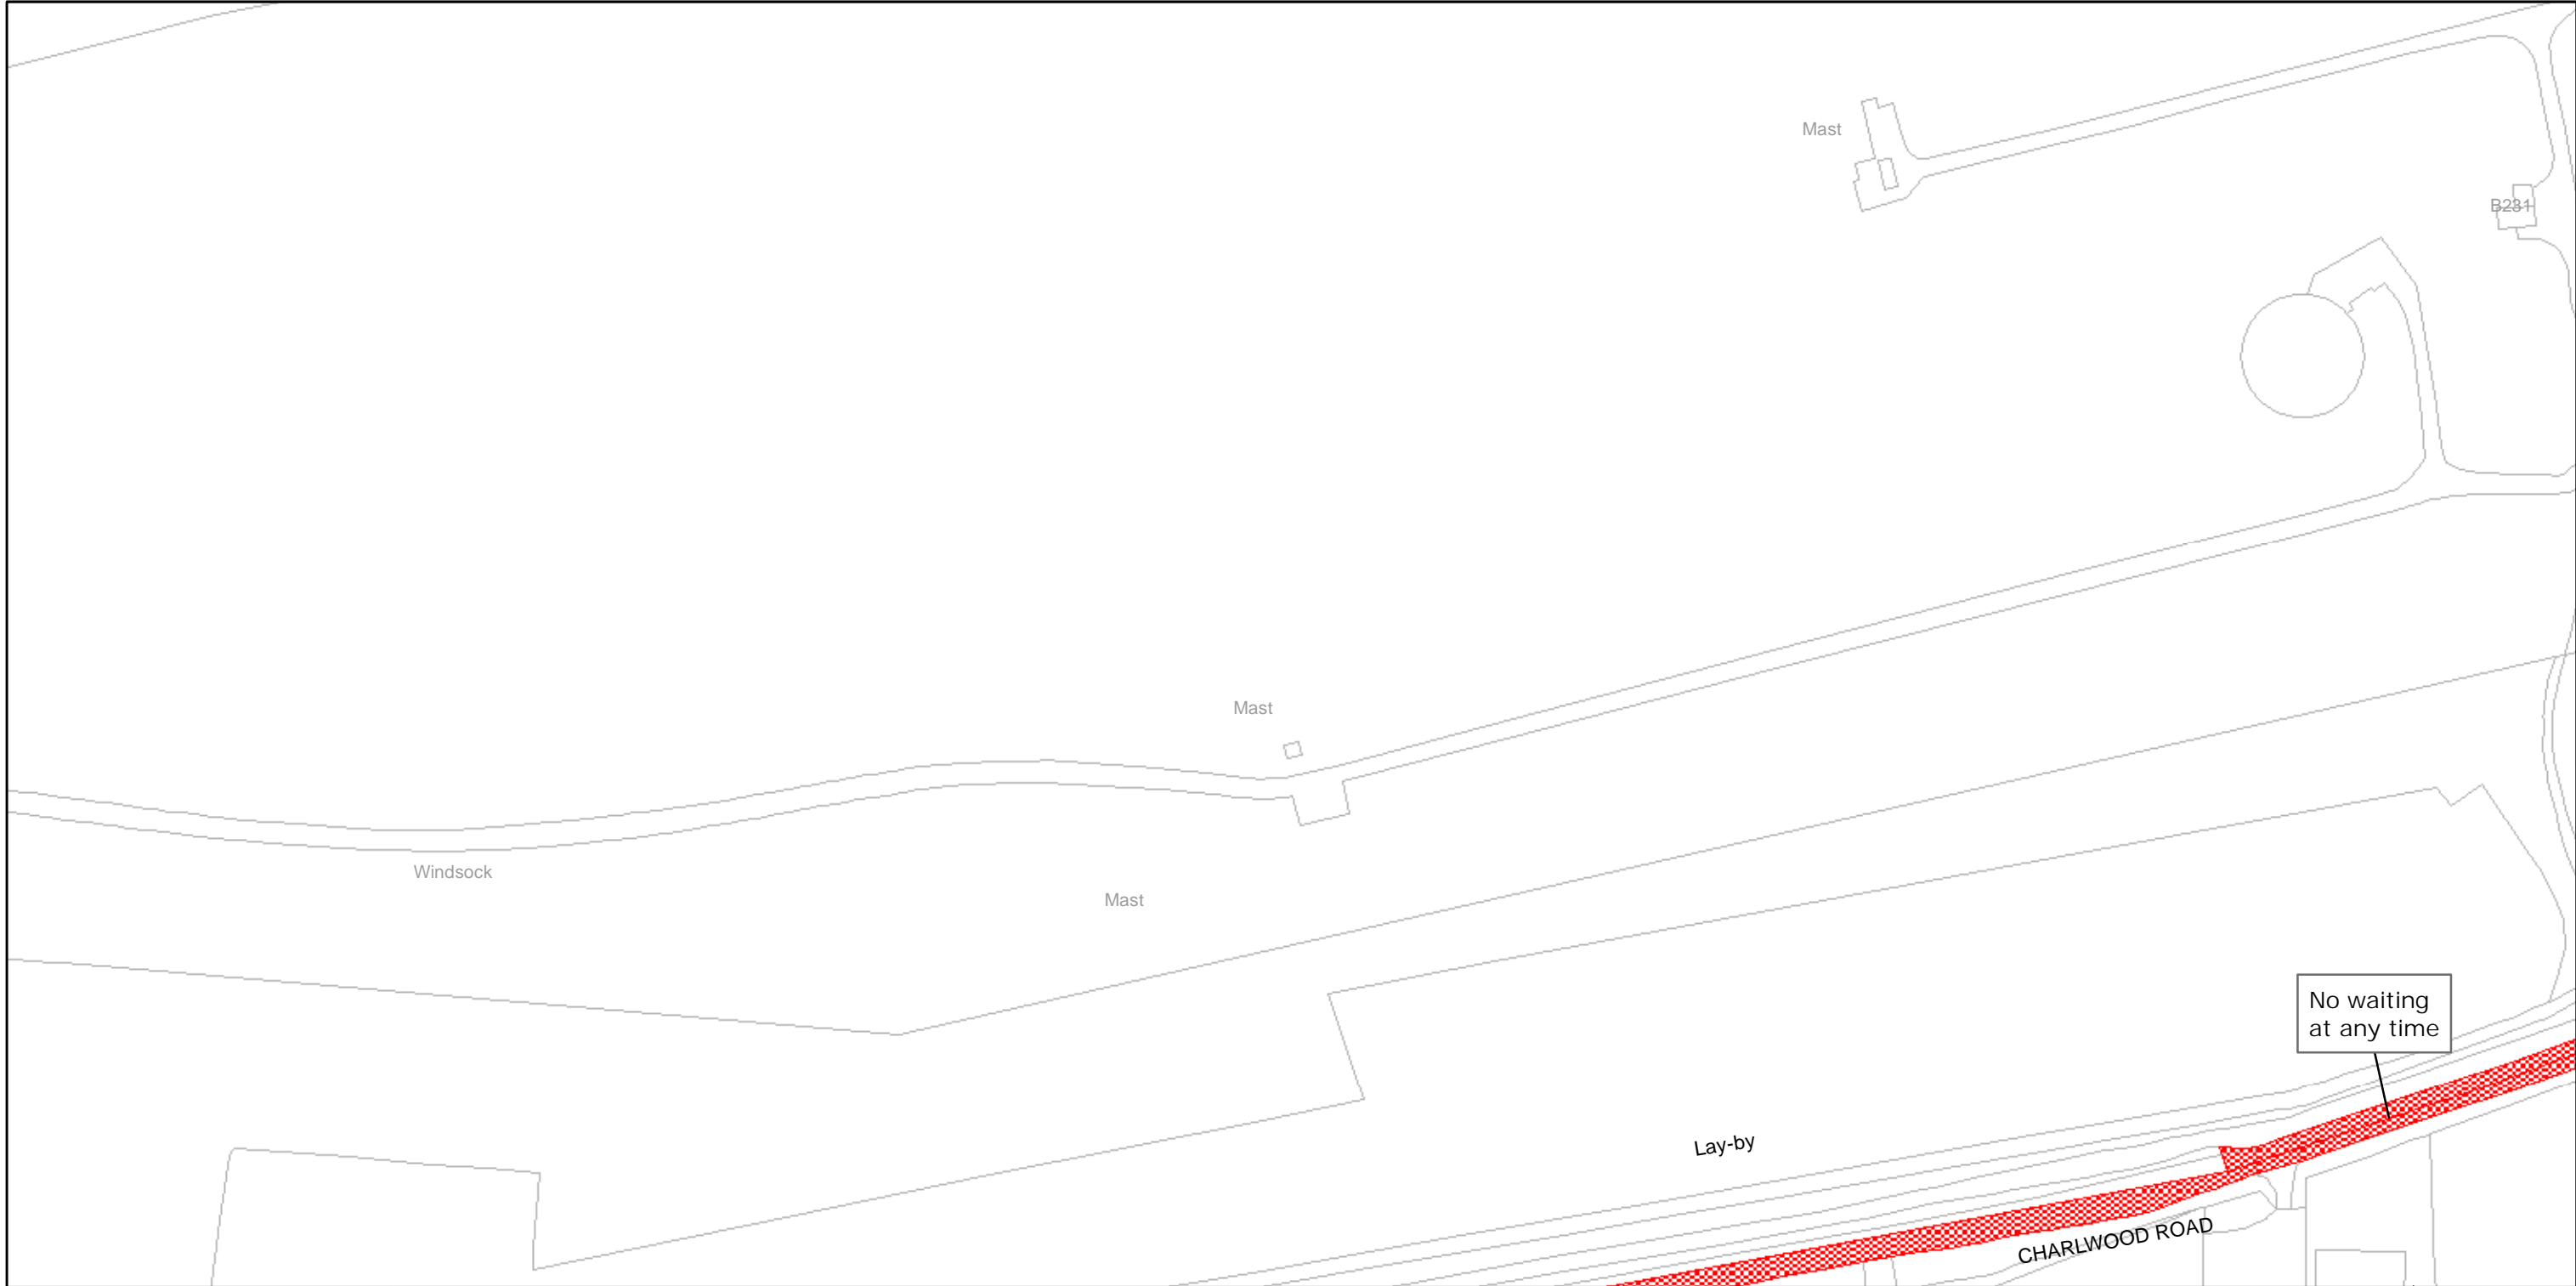 Mast
B231
Mast
Windsock
Mast
No waiting
at any time
Lay-by
CHARLWOOD ROAD